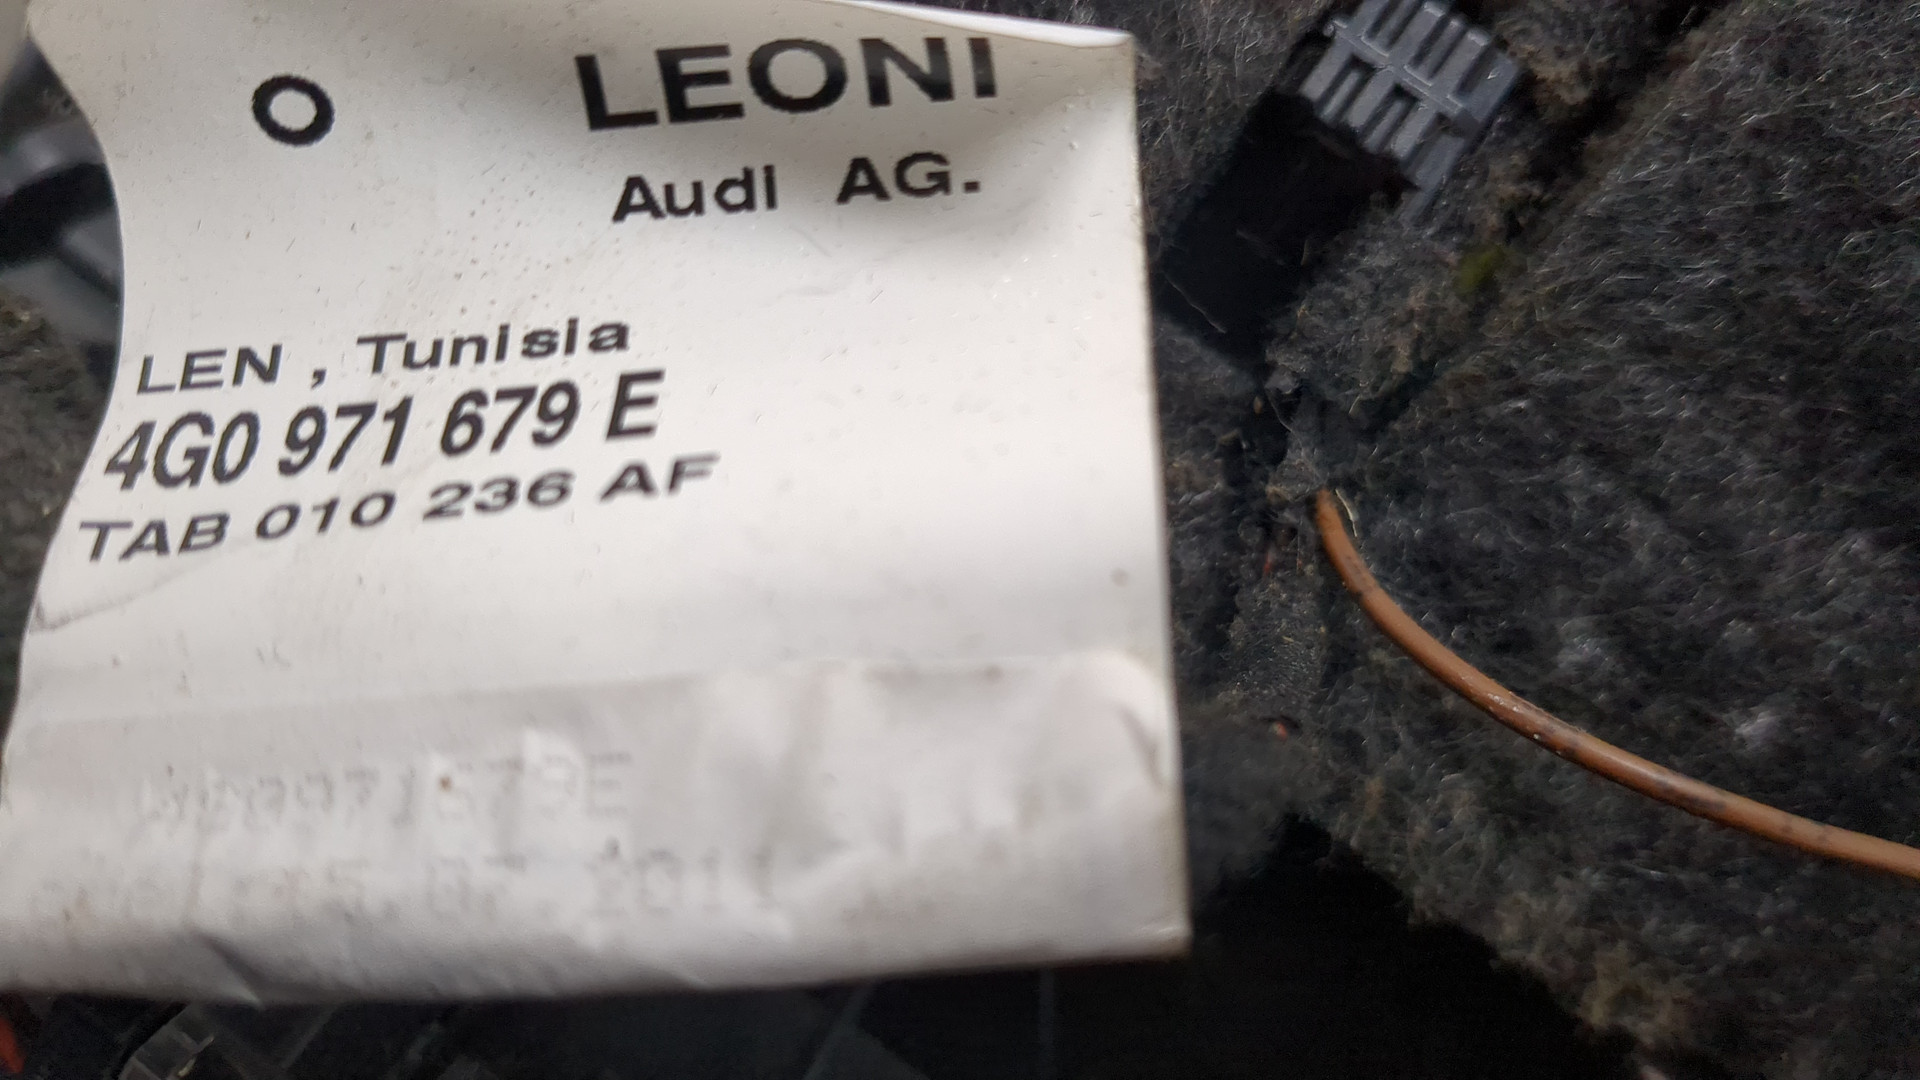 O LEONI
Audi AG.
LEN , Tunisia
4G0 971 679 E
TAB 010 236 AF